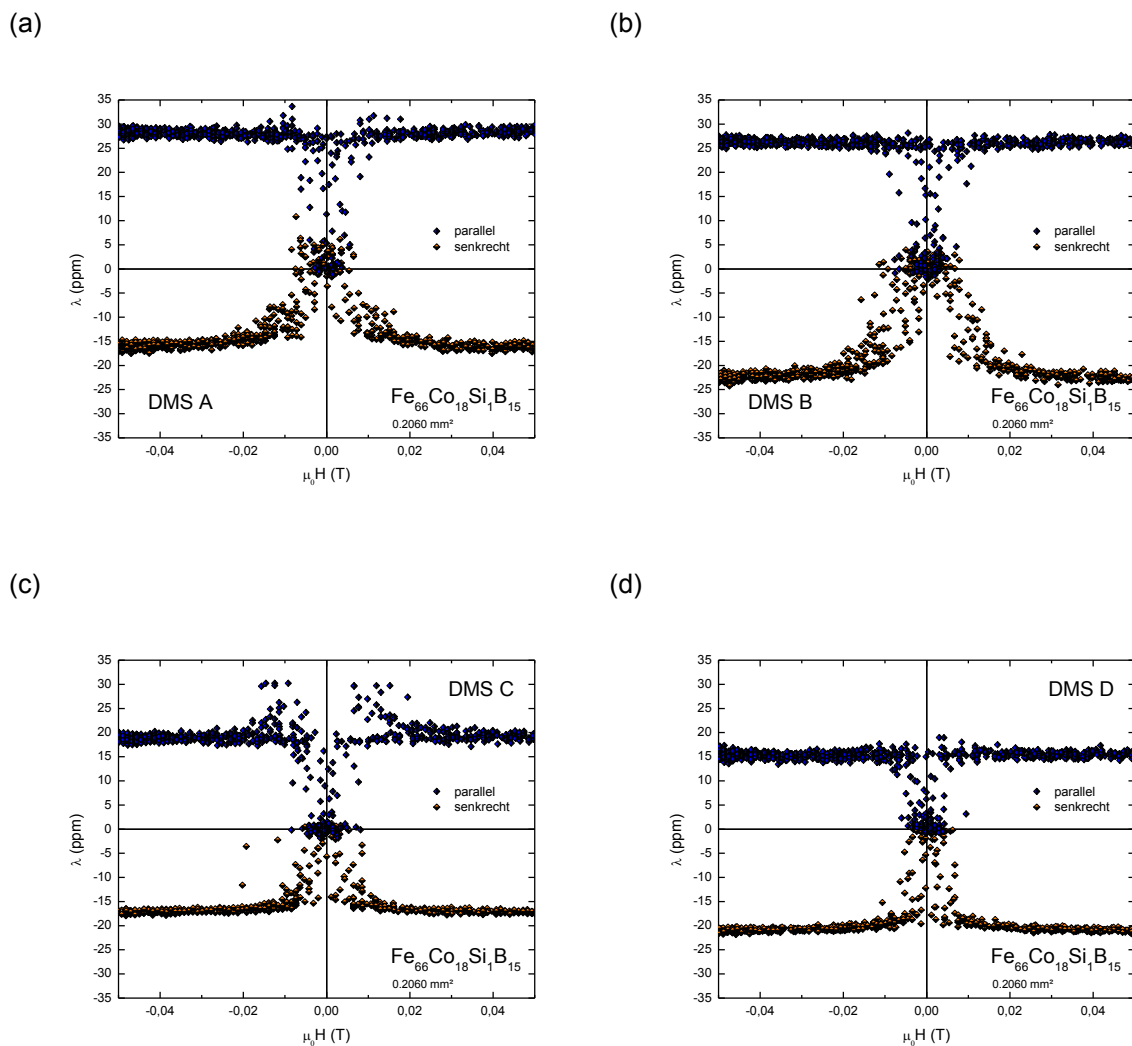 (a)
35
30
25
20
15
10
5
0
-5
-10
-15
-20
-25
-30
-35
λ (ppm)
parallel
senkrecht
DMS A
Fe₆₆Co₁₈Si₁B₁₅
0.2060 mm²
-0,04 -0,02 0,00 0,02 0,04
μ₀H (T)
(b)
35
30
25
20
15
10
5
0
-5
-10
-15
-20
-25
-30
-35
λ (ppm)
parallel
senkrecht
DMS B
Fe₆₆Co₁₈Si₁B₁₅
0.2060 mm²
-0,04 -0,02 0,00 0,02 0,04
μ₀H (T)
(c)
35
30
25
20
15
10
5
0
-5
-10
-15
-20
-25
-30
-35
λ (ppm)
DMS C
parallel
senkrecht
Fe₆₆Co₁₈Si₁B₁₅
0.2060 mm²
-0,04 -0,02 0,00 0,02 0,04
μ₀H (T)
(d)
35
30
25
20
15
10
5
0
-5
-10
-15
-20
-25
-30
-35
λ (ppm)
DMS D
parallel
senkrecht
Fe₆₆Co₁₈Si₁B₁₅
0.2060 mm²
-0,04 -0,02 0,00 0,02 0,04
μ₀H (T)